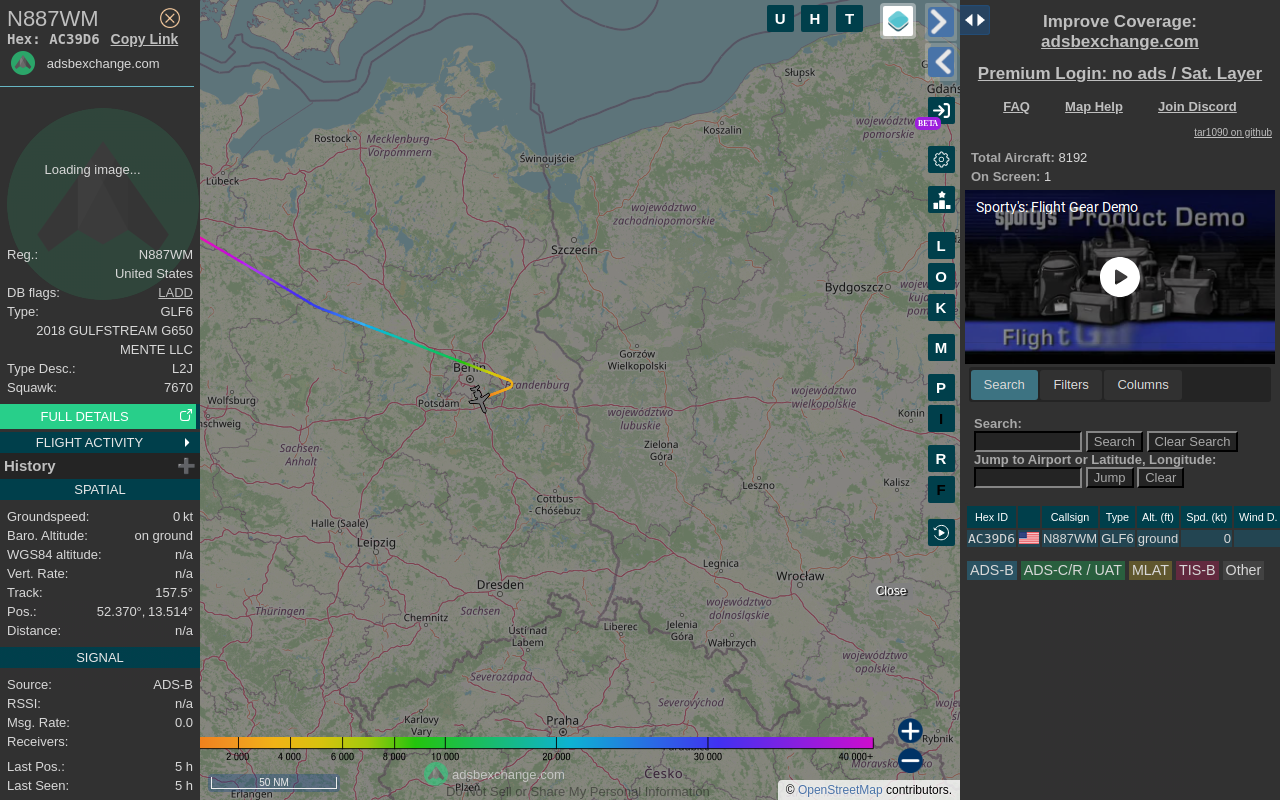 N887WM
Hex: AC39D6 Copy Link
adsbexchange.com
Loading image...
Reg.: N887WM
United States
DB flags: LADD
Type: GLF6
2018 GULFSTREAM G650
MENTE LLC
Type Desc.: L2J
Squawk: 7670
FULL DETAILS
FLIGHT ACTIVITY
History
SPATIAL
Groundspeed: 0 kt
Baro. Altitude: on ground
WGS84 altitude: n/a
Vert. Rate: n/a
Track: 157.5°
Pos.: 52.370°, 13.514°
Distance: n/a
SIGNAL
Source: ADS-B
RSSI: n/a
Msg. Rate: 0.0
Receivers:
Last Pos.: 5 h
Last Seen: 5 h
U H T
BETA
L
O
K
M
P
I
R
F
Słupsk
Gdańs
Koszalin
województwo
pomorskie
Rostock
Mecklenburg-
Vorpommern
Świnoujście
Lübeck
województwo
zachodniopomorskie
Szczecin
Bydgoszcz
Gorzów
Wielkopolski
Berlin
Brandenburg
Potsdam
Wolfsburg
nschweig
województwo
wielkopolskie
województwo
lubuskie
Konin
Sachsen-
Anhalt
Zielona
Góra
Leszno
Kalisz
Cottbus
- Chóśebuz
Halle (Saale)
Leipzig
Legnica
Wrocław
Dresden
Close
Thüringen
Chemnitz
Sachsen
województwo
dolnośląskie
Ústí nad
Labem
Liberec
Jelenia
Góra
Wałbrzych
województwo
opolskie
Severozápad
Severovýchod
Karlovy
Vary
Praha
Rybnik
Moravskoslezsko
Česko
Plzeň
Erlangen
2 000 4 000 6 000 8 000 10 000 20 000 30 000 40 000+
50 NM
adsbexchange.com
Do Not Sell or Share My Personal Information
© OpenStreetMap contributors.
Improve Coverage:
adsbexchange.com
Premium Login: no ads / Sat. Layer
FAQ Map Help Join Discord
tar1090 on github
Total Aircraft: 8192
On Screen: 1
Sporty's: Flight Gear Demo
sportys Product Demo
Flight
Search Filters Columns
Search:
Search Clear Search
Jump to Airport or Latitude, Longitude:
Jump Clear
Hex ID Callsign Type Alt. (ft) Spd. (kt) Wind D.
AC39D6 N887WM GLF6 ground 0
ADS-B ADS-C/R / UAT MLAT TIS-B Other